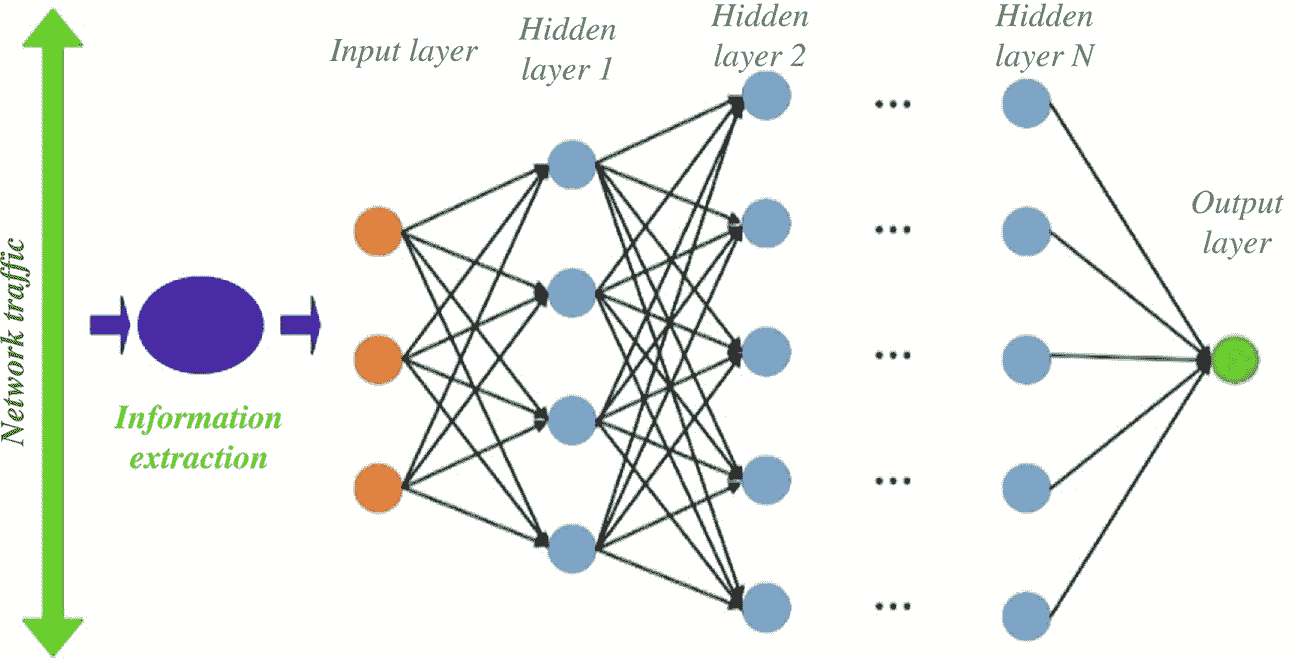 Network traffic
Information
extraction
Input layer
Hidden
layer 1
Hidden
layer 2
...
...
...
...
...
Hidden
layer N
Output
layer